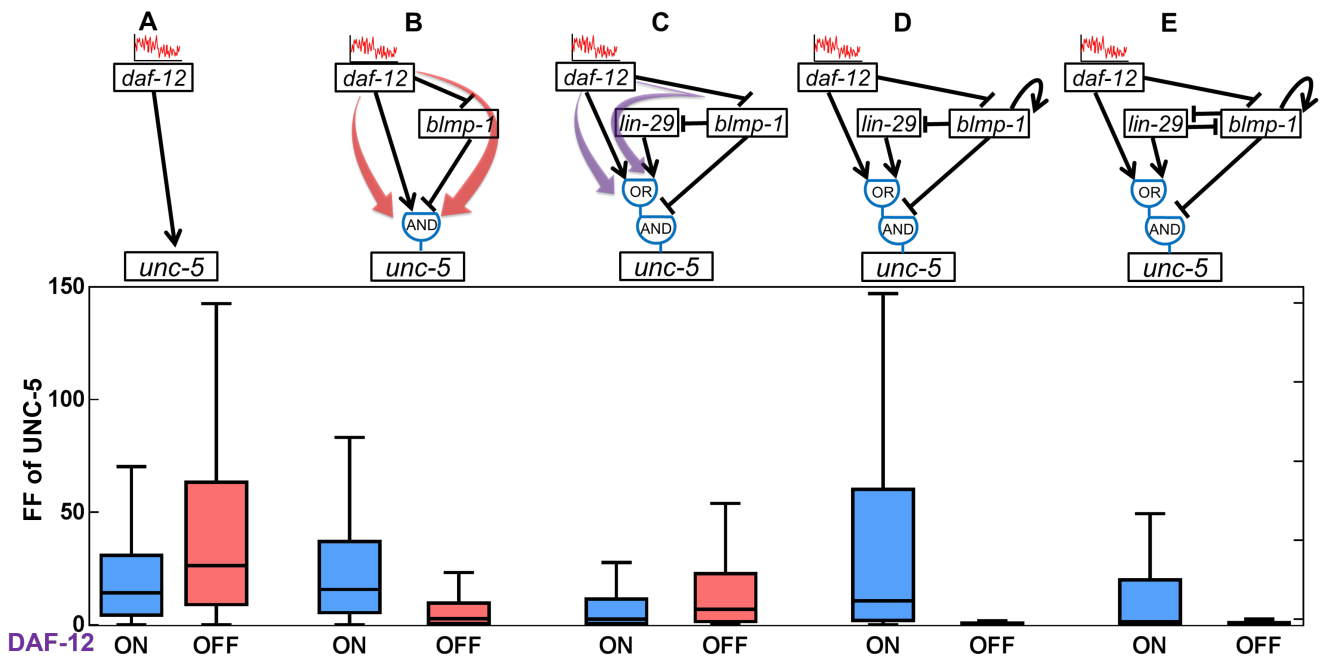 A B C D E
daf-12 daf-12 daf-12 daf-12 daf-12
blmp-1 lin-29 blmp-1 lin-29 blmp-1 lin-29 blmp-1
OR OR OR
AND AND AND AND
unc-5 unc-5 unc-5 unc-5 unc-5
FF of UNC-5
150
100
50
0
DAF-12 ON OFF ON OFF ON OFF ON OFF ON OFF